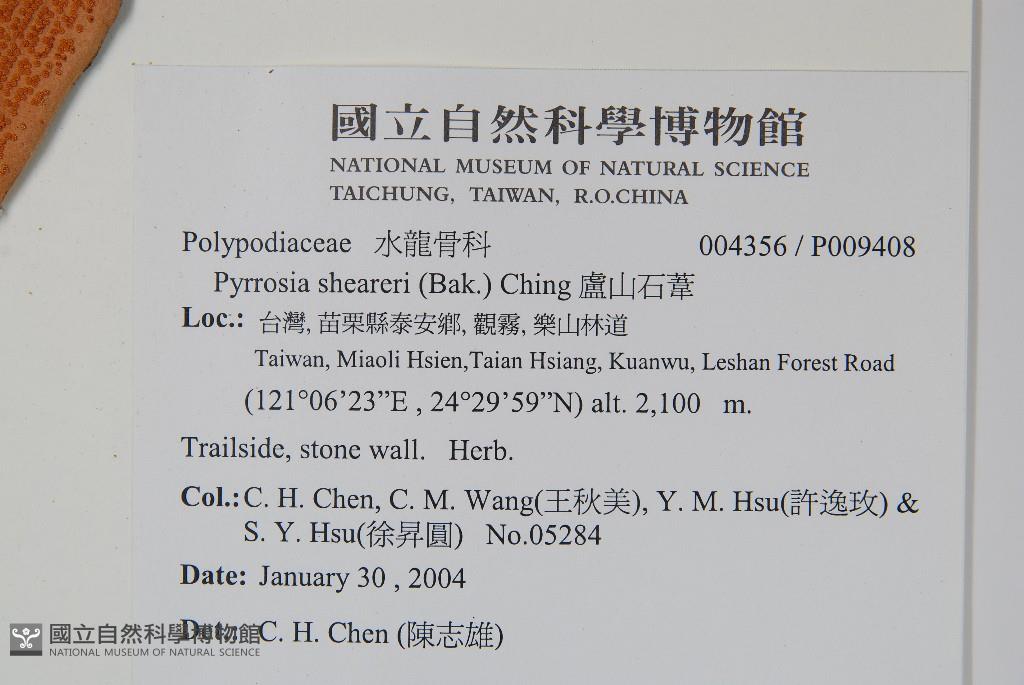 國立自然科學博物館
NATIONAL MUSEUM OF NATURAL SCIENCE
TAICHUNG, TAIWAN, R.O.CHINA
Polypodiaceae 水龍骨科 004356 / P009408
Pyrrosia sheareri (Bak.) Ching 盧山石葦
Loc.: 台灣, 苗栗縣泰安鄉, 觀霧, 樂山林道
Taiwan, Miaoli Hsien,Taian Hsiang, Kuanwu, Leshan Forest Road
(121°06’23”E , 24°29’59”N) alt. 2,100 m.
Trailside, stone wall. Herb.
Col.: C. H. Chen, C. M. Wang(王秋美), Y. M. Hsu(許逸玫) &
S. Y. Hsu(徐昇圓) No.05284
Date: January 30 , 2004
Det.: C. H. Chen (陳志雄)
國立自然科學博物館
NATIONAL MUSEUM OF NATURAL SCIENCE